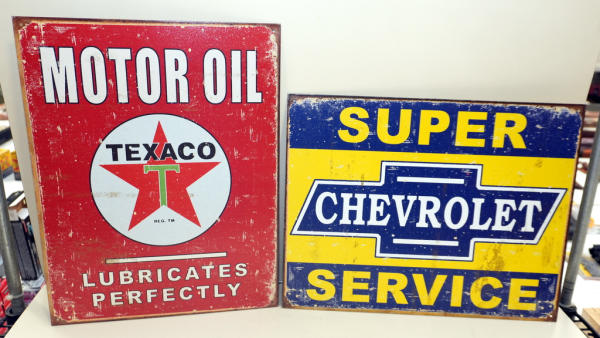 MOTOR OIL
TEXACO
T
REG. TM
LUBRICATES
PERFECTLY
SUPER
CHEVROLET
SERVICE